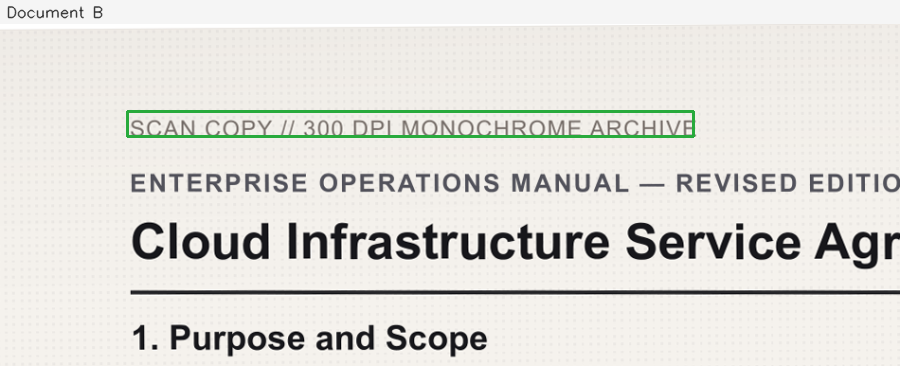 Document B
SCAN COPY // 300 DPI MONOCHROME ARCHIVE
ENTERPRISE OPERATIONS MANUAL — REVISED EDITIO
Cloud Infrastructure Service Agr
1. Purpose and Scope